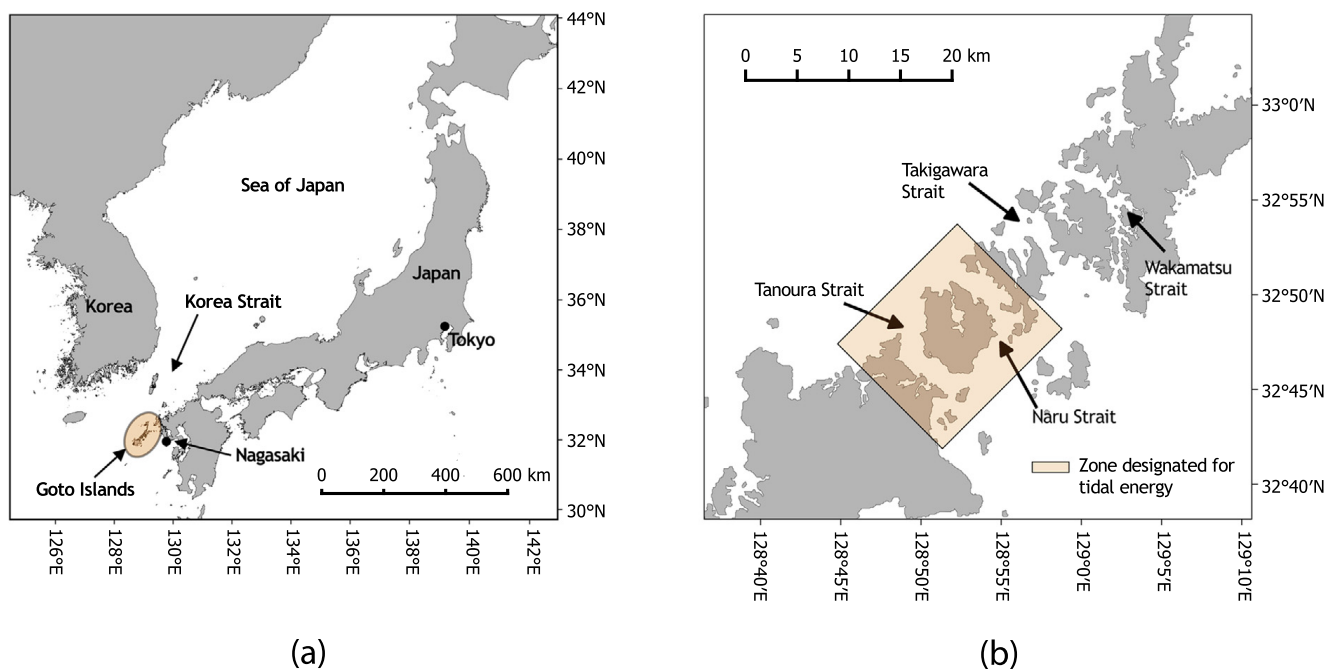 44°N
42°N
40°N
38°N
36°N
34°N
32°N
30°N
Sea of Japan
Japan
Korea
Korea Strait
Tokyo
Nagasaki
Goto Islands
0 200 400 600 km
126°E 128°E 130°E 132°E 134°E 136°E 138°E 140°E 142°E
(a)
0 5 10 15 20 km
33°0′N
32°55′N
32°50′N
32°45′N
32°40′N
Takigawara
Strait
Wakamatsu
Strait
Tanoura Strait
Naru Strait
Zone designated for
tidal energy
128°40′E 128°45′E 128°50′E 128°55′E 129°0′E 129°5′E 129°10′E
(b)